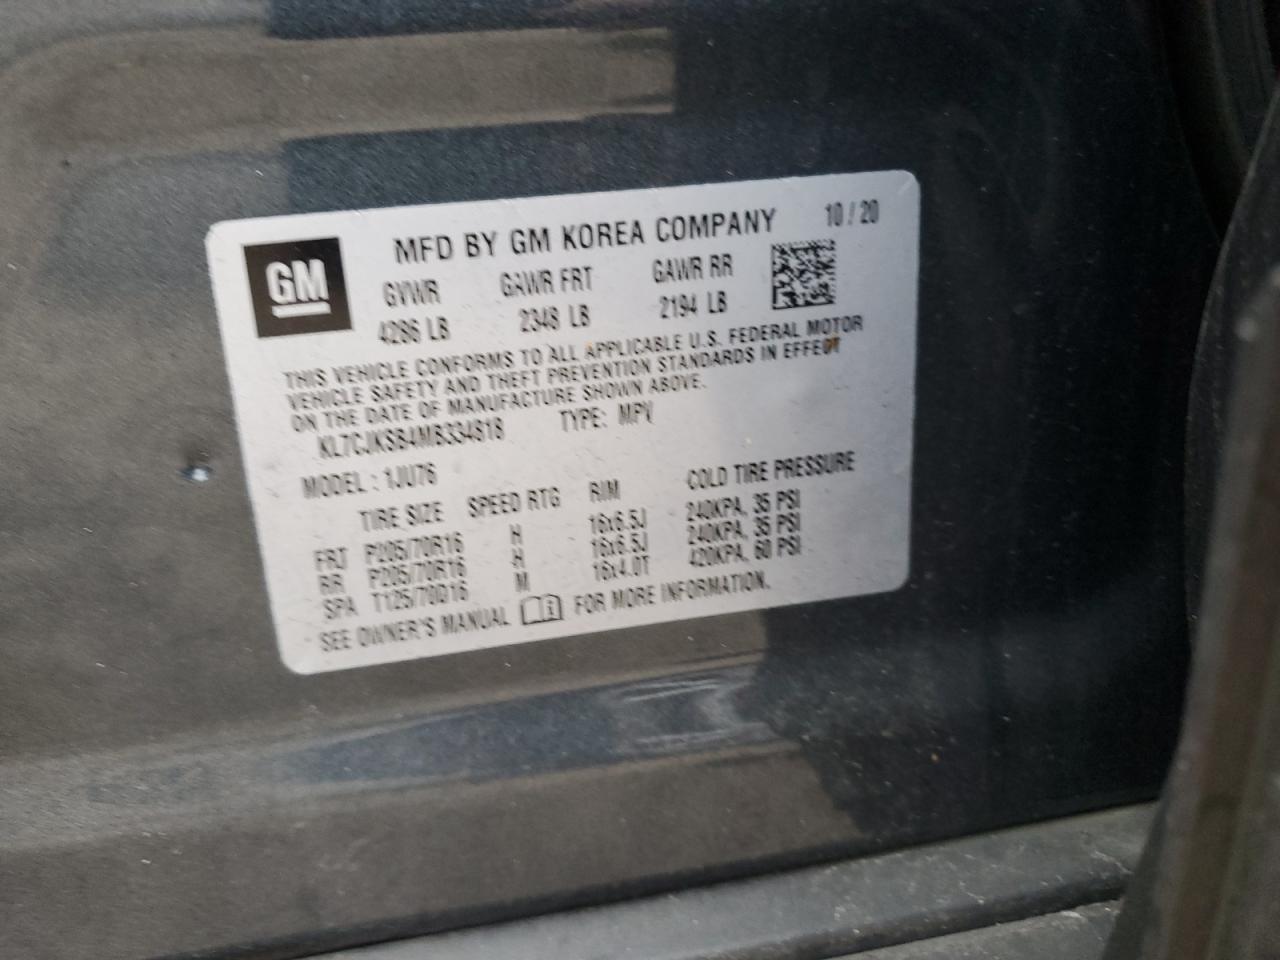 MFD BY GM KOREA COMPANY 10/20
GM
GVWR GAWR FRT GAWR RR
4286 LB 2348 LB 2194 LB
THIS VEHICLE CONFORMS TO ALL APPLICABLE U.S. FEDERAL MOTOR
VEHICLE SAFETY AND THEFT PREVENTION STANDARDS IN EFFECT
ON THE DATE OF MANUFACTURE SHOWN ABOVE.
KL7CJKSB4MB334818 TYPE: MPV
MODEL: 1JU76
TIRE SIZE SPEED RTG RIM COLD TIRE PRESSURE
FRT P205/70R16 H 16x6.5J 240KPA, 35 PSI
RR P205/70R16 H 16x6.5J 240KPA, 35 PSI
SPA T125/70D16 M 16x4.0T 420KPA, 60 PSI
SEE OWNER'S MANUAL FOR MORE INFORMATION.